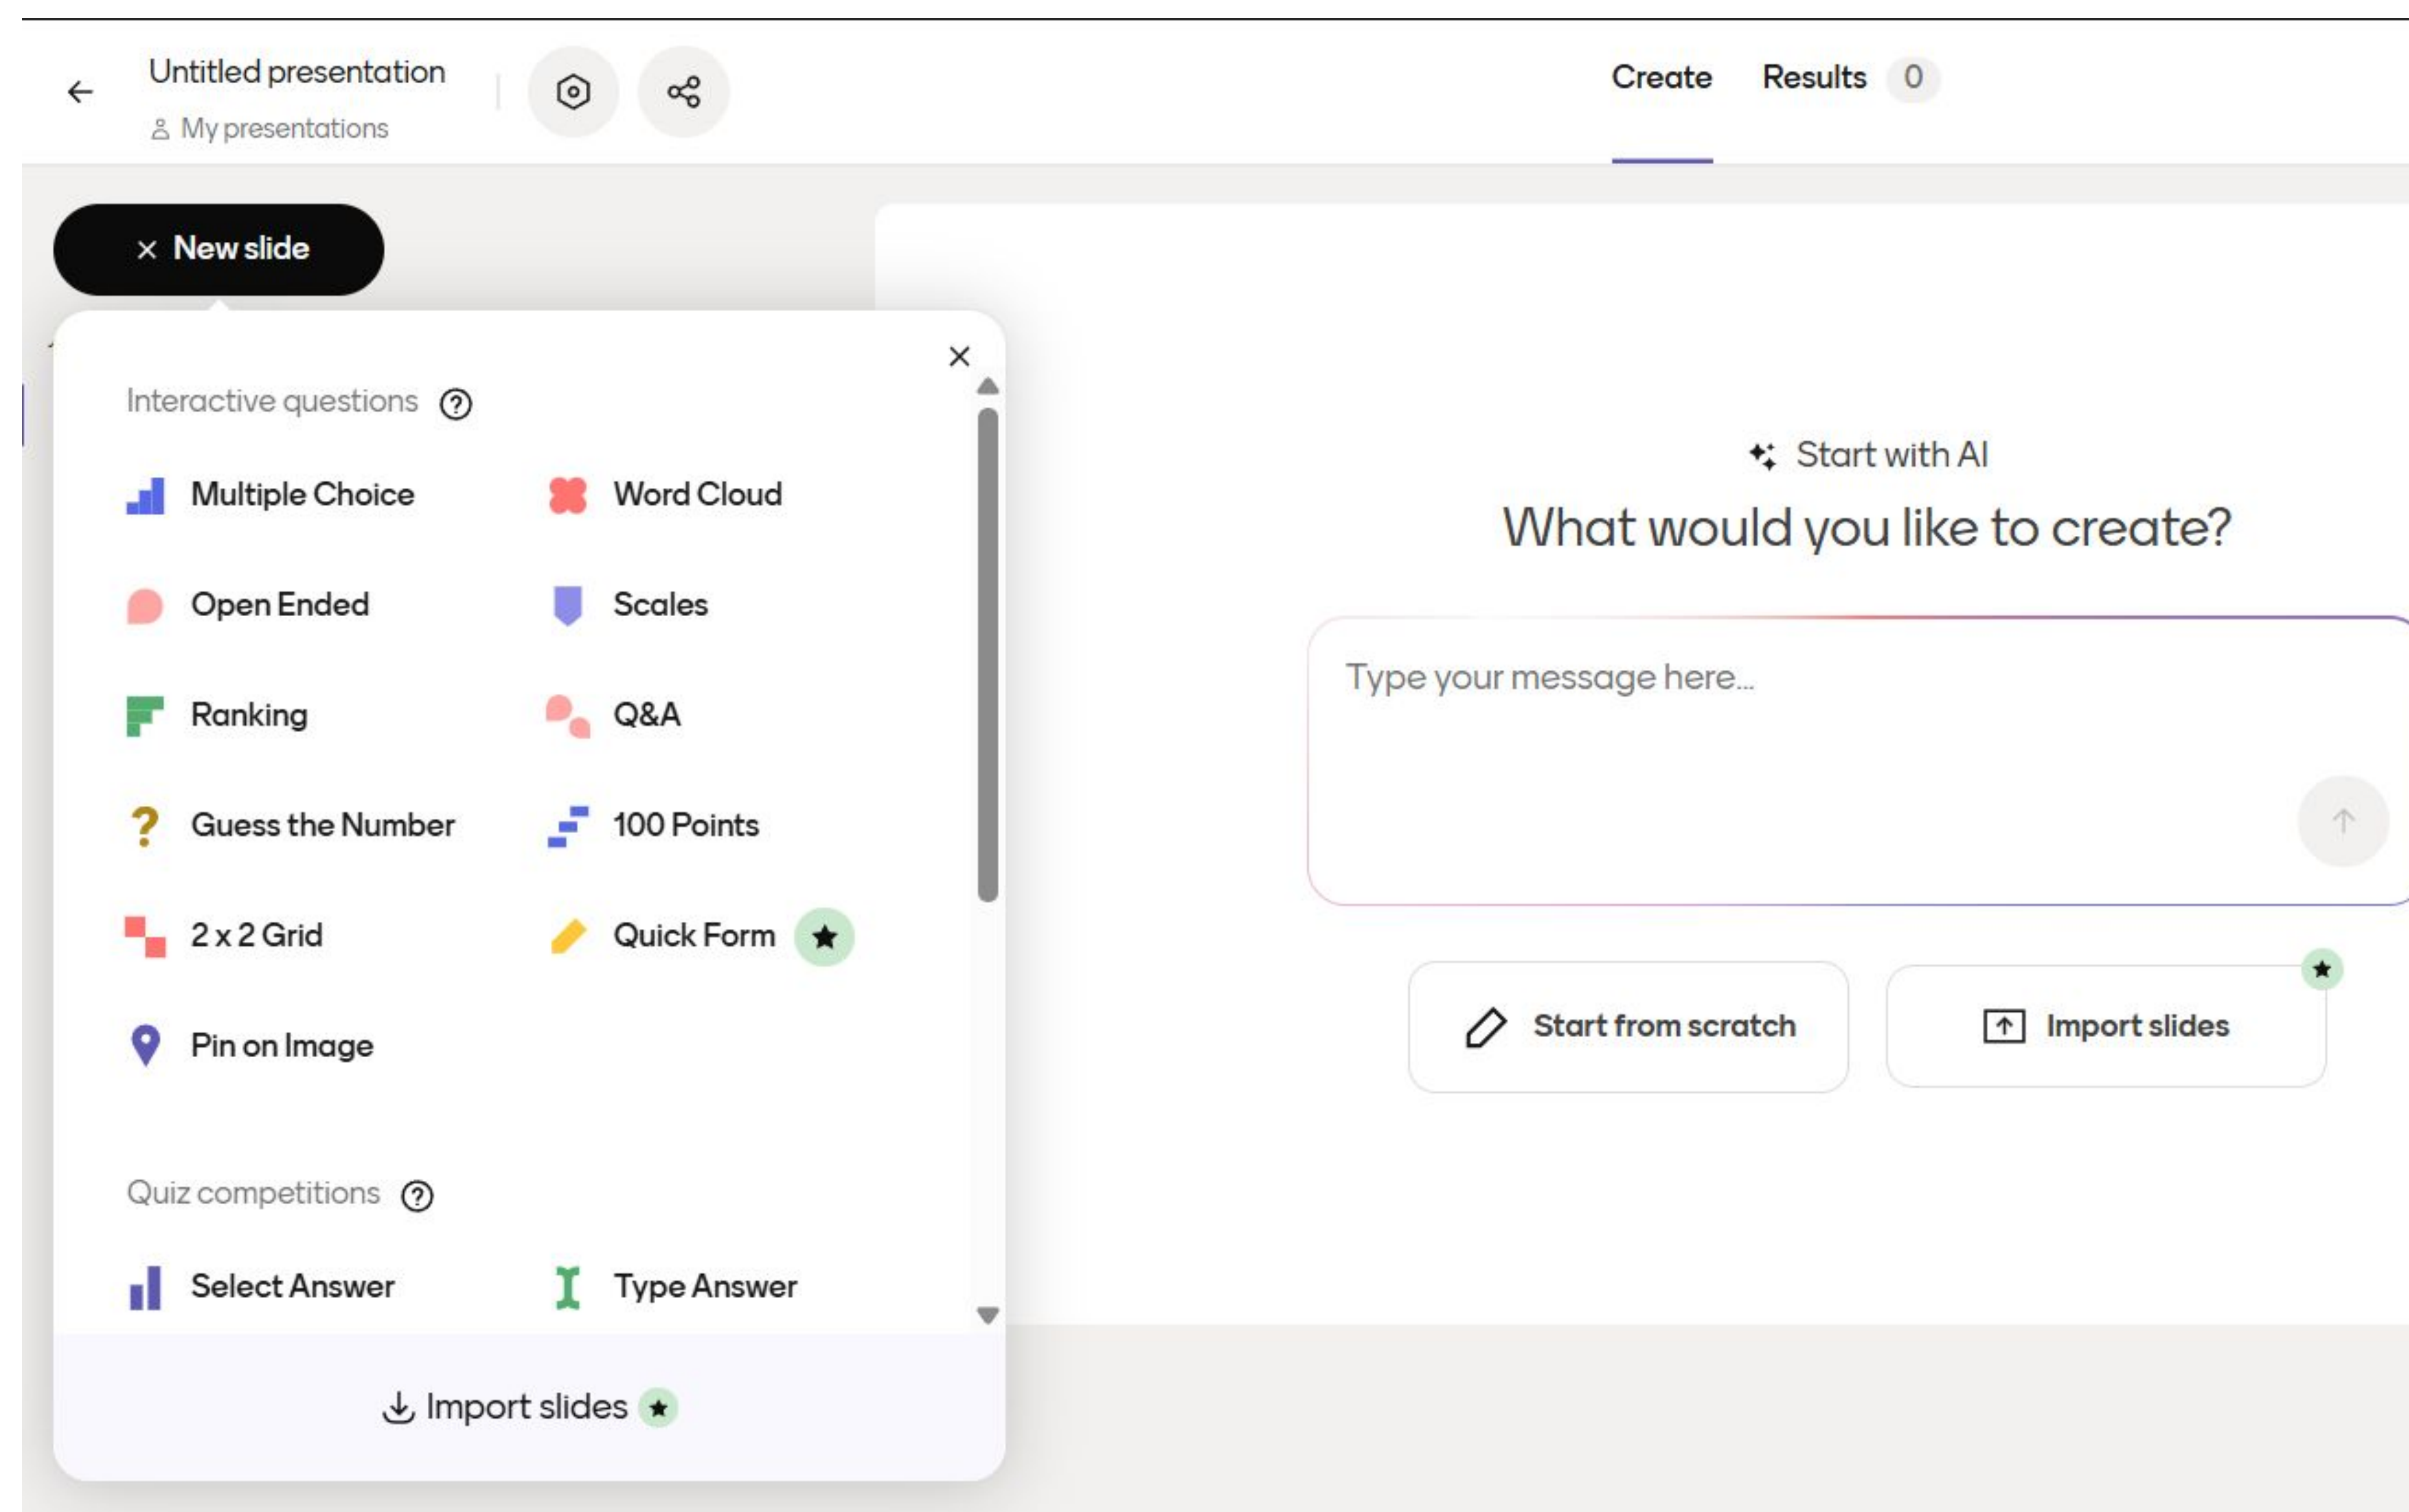 Untitled presentation
My presentations
Create Results 0
New slide
Interactive questions
Multiple Choice Word Cloud
Open Ended Scales
Ranking Q&A
Guess the Number 100 Points
2 x 2 Grid Quick Form
Pin on Image
Quiz competitions
Select Answer Type Answer
Import slides
Start with AI
What would you like to create?
Type your message here...
Start from scratch Import slides